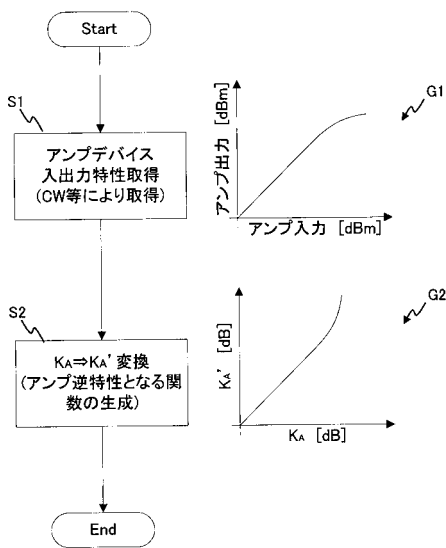 Start
S1
アンプデバイス
入出力特性取得
(CW等により取得)
アンプ出力 [dBm]
アンプ入力 [dBm]
G1
S2
KA⇒KA' 変換
(アンプ逆特性となる関
数の生成)
KA' [dB]
KA [dB]
G2
End